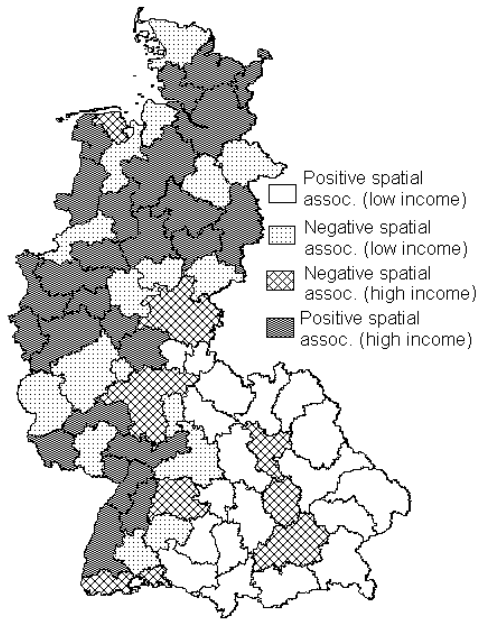 Positive spatial
assoc. (low income)
Negative spatial
assoc. (low income)
Negative spatial
assoc. (high income)
Positive spatial
assoc. (high income)